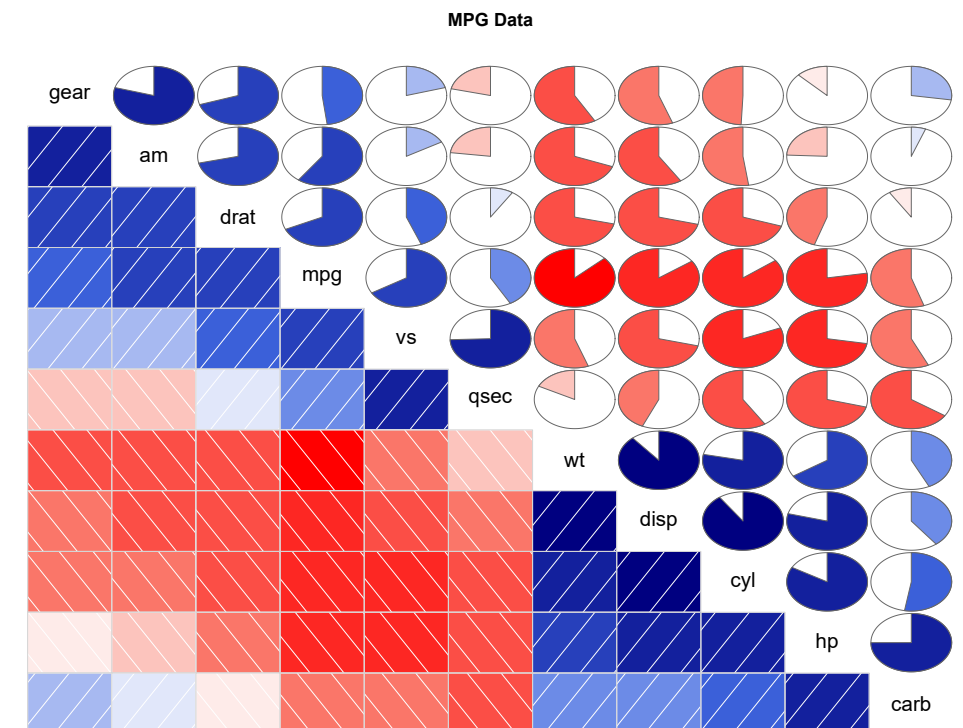 MPG Data
gear
am
drat
mpg
vs
qsec
wt
disp
cyl
hp
carb